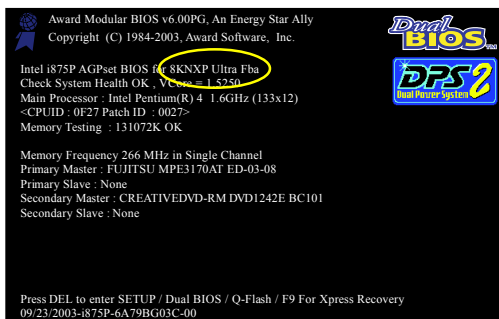 Award Modular BIOS v6.00PG, An Energy Star Ally
Copyright (C) 1984-2003, Award Software, Inc.
Dual
BIOS TM
Intel i875P AGPset BIOS for 8KNXP Ultra Fba
Check System Health OK , VCore = 1.5250
Main Processor : Intel Pentium(R) 4 1.6GHz (133x12)
<CPUID : 0F27 Patch ID : 0027>
Memory Testing : 131072K OK
DPS
Dual Power System 2
Memory Frequency 266 MHz in Single Channel
Primary Master : FUJITSU MPE3170AT ED-03-08
Primary Slave : None
Secondary Master : CREATIVEDVD-RM DVD1242E BC101
Secondary Slave : None
Press DEL to enter SETUP / Dual BIOS / Q-Flash / F9 For Xpress Recovery
09/23/2003-i875P-6A79BG03C-00